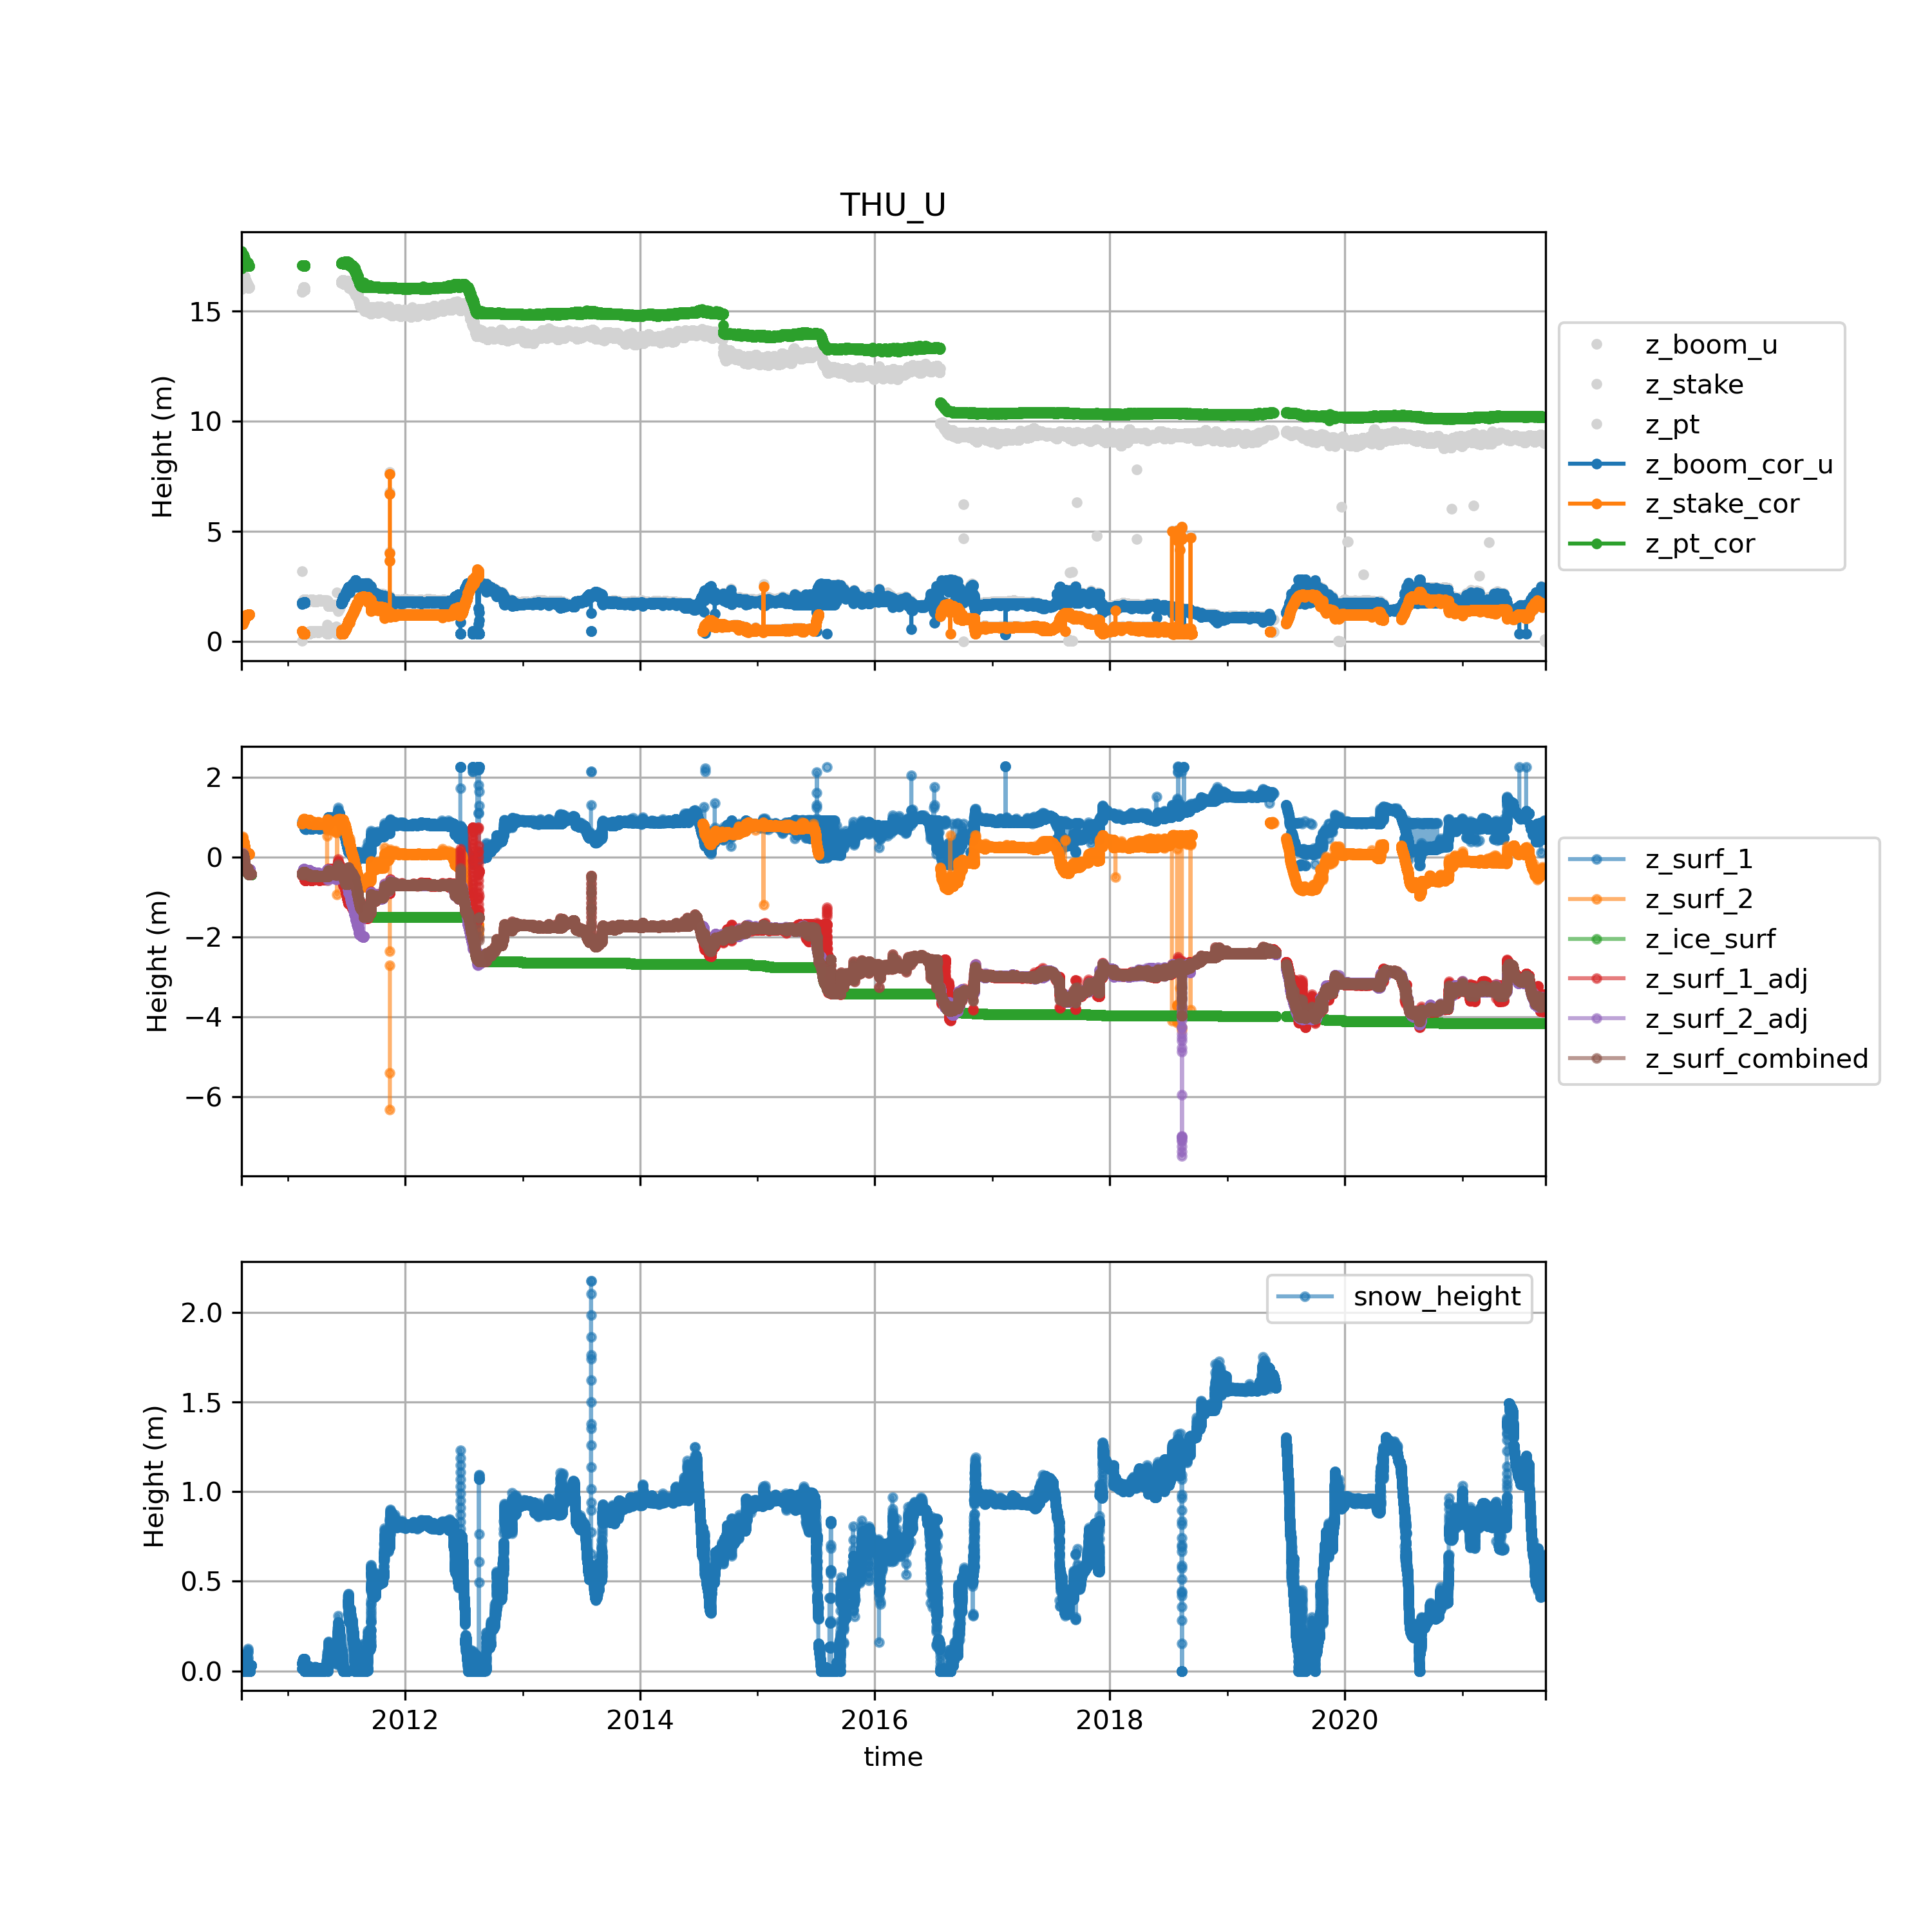 THU_U
15
10
5
0
Height (m)
z_boom_u
z_stake
z_pt
z_boom_cor_u
z_stake_cor
z_pt_cor
2
0
−2
−4
−6
Height (m)
z_surf_1
z_surf_2
z_ice_surf
z_surf_1_adj
z_surf_2_adj
z_surf_combined
2.0
1.5
1.0
0.5
0.0
Height (m)
snow_height
2012 2014 2016 2018 2020
time